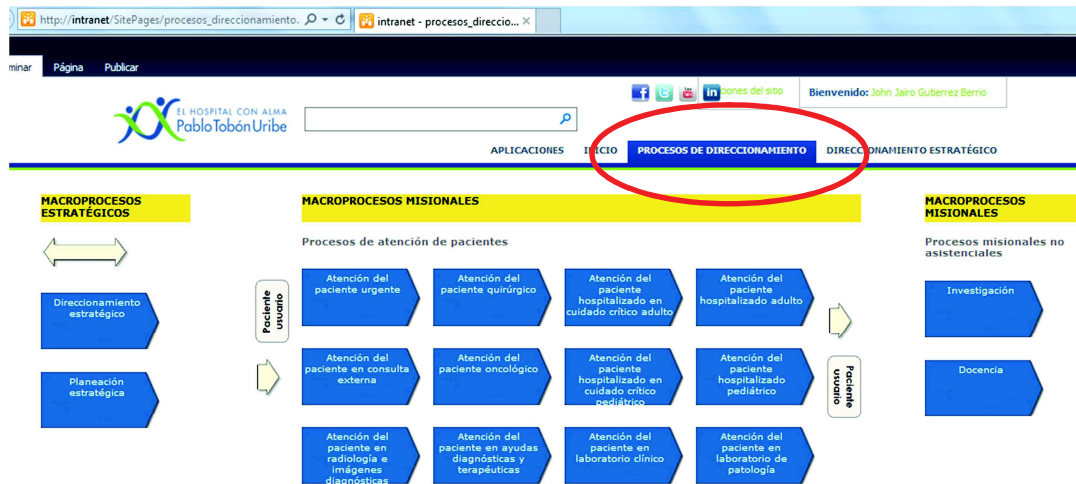 http://intranet/SitePages/procesos_direccionamiento.
intranet - procesos_direccio...
minar Página Publicar
EL HOSPITAL CON ALMA
Pablo Tobón Uribe
iones del sitio
Bienvenido: John Jairo Gutierrez Berrio
APLICACIONES INICIO PROCESOS DE DIRECCIONAMIENTO DIRECCIONAMIENTO ESTRATÉGICO
MACROPROCESOS
ESTRATÉGICOS
Direccionamiento
estratégico
Planeación
estratégica
MACROPROCESOS MISIONALES
Procesos de atención de pacientes
Paciente
usuario
Atención del
paciente urgente
Atención del
paciente quirúrgico
Atención del
paciente
hospitalizado en
cuidado crítico adulto
Atención del
paciente
hospitalizado adulto
Atención del
paciente en consulta
externa
Atención del
paciente oncológico
Atención del
paciente
hospitalizado en
cuidado crítico
pediátrico
Atención del
paciente
hospitalizado
pediátrico
Atención del
paciente en
radiología e
imágenes
diagnósticas
Atención del
paciente en ayudas
diagnósticas y
terapéuticas
Atención del
paciente en
laboratorio clínico
Atención del
paciente en
laboratorio de
patología
Paciente
usuario
MACROPROCESOS
MISIONALES
Procesos misionales no
asistenciales
Investigación
Docencia